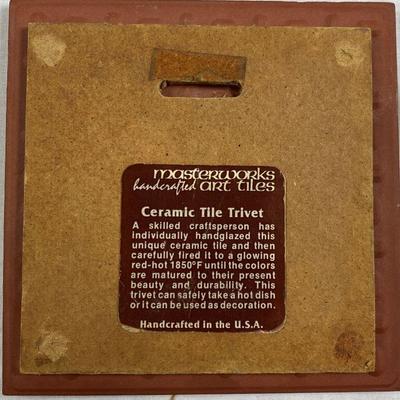 masterworks
handcrafted art tiles
Ceramic Tile Trivet
A skilled craftsperson has
individually handglazed this
unique ceramic tile and then
carefully fired it to a glowing
red-hot 1850°F until the colors
are matured to their present
beauty and durability. This
trivet can safely take a hot dish
or it can be used as decoration.
Handcrafted in the U.S.A.